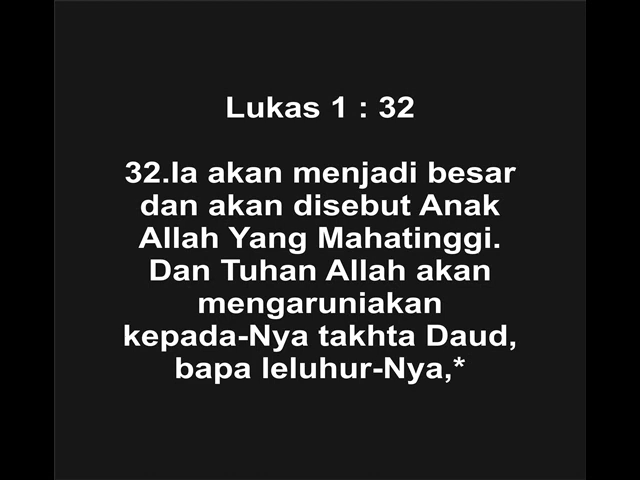 Lukas 1 : 32
32.Ia akan menjadi besar
dan akan disebut Anak
Allah Yang Mahatinggi.
Dan Tuhan Allah akan
mengaruniakan
kepada-Nya takhta Daud,
bapa leluhur-Nya,*